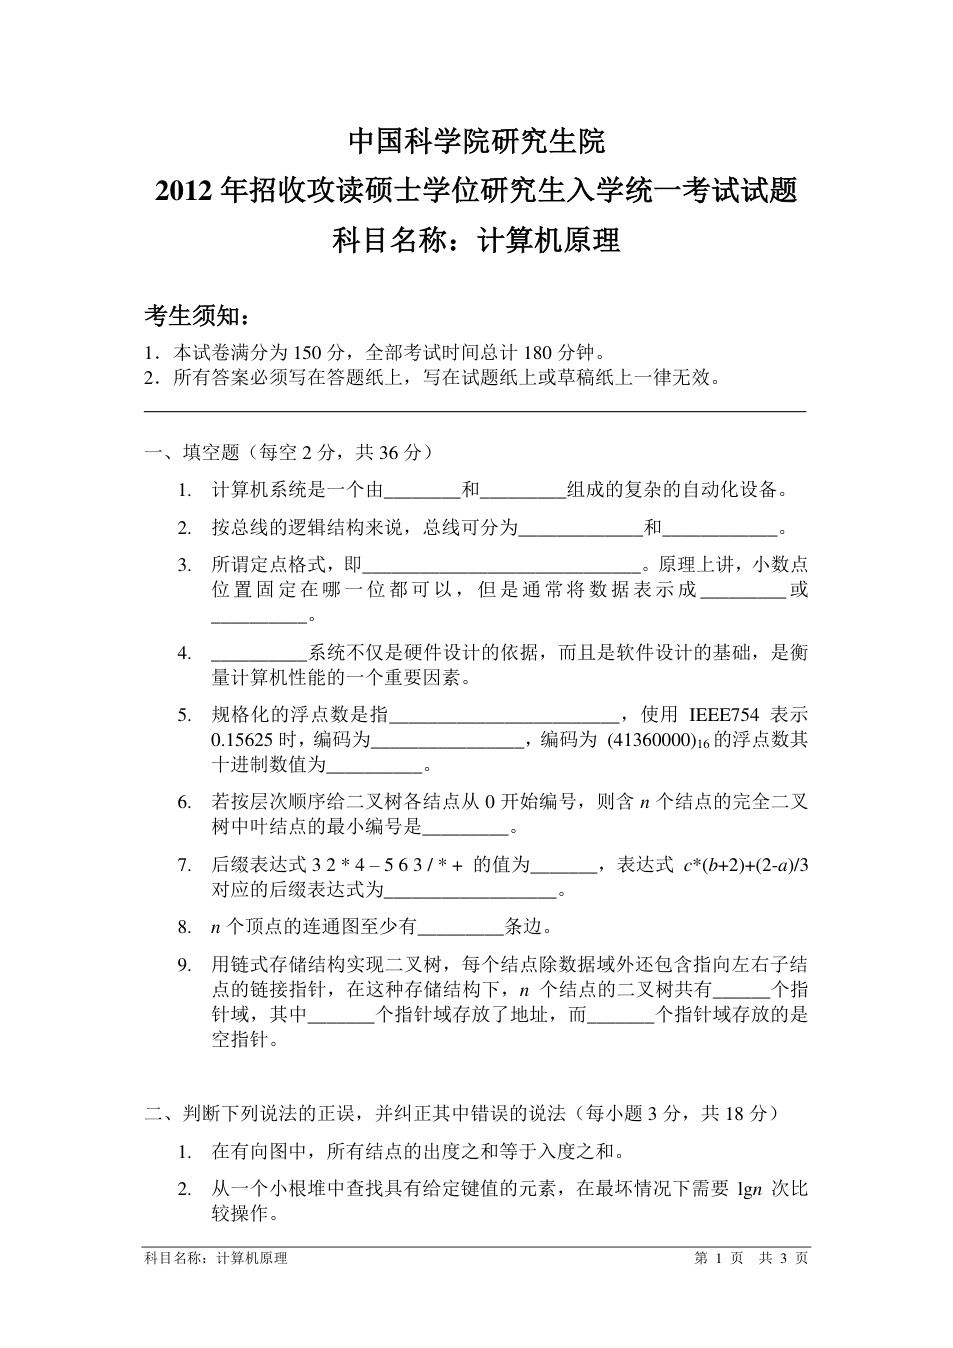 中国科学院研究生院
2012 年招收攻读硕士学位研究生入学统一考试试题
科目名称：计算机原理
考生须知：
1．本试卷满分为 150 分，全部考试时间总计 180 分钟。
2．所有答案必须写在答题纸上，写在试题纸上或草稿纸上一律无效。
一、填空题（每空 2 分，共 36 分）
1. 计算机系统是一个由________和_________组成的复杂的自动化设备。
2. 按总线的逻辑结构来说，总线可分为_____________和____________。
3. 所谓定点格式，即_____________________________。原理上讲，小数点
位置固定在哪一位都可以，但是通常将数据表示成_________或
__________。
4. __________系统不仅是硬件设计的依据，而且是软件设计的基础，是衡
量计算机性能的一个重要因素。
5. 规格化的浮点数是指________________________，使用 IEEE754 表示
0.15625 时，编码为________________，编码为 (41360000)16 的浮点数其
十进制数值为__________。
6. 若按层次顺序给二叉树各结点从 0 开始编号，则含 n 个结点的完全二叉
树中叶结点的最小编号是_________。
7. 后缀表达式 3 2 * 4 – 5 6 3 / * + 的值为_______，表达式 c*(b+2)+(2-a)/3
对应的后缀表达式为__________________。
8. n 个顶点的连通图至少有_________条边。
9. 用链式存储结构实现二叉树，每个结点除数据域外还包含指向左右子结
点的链接指针，在这种存储结构下，n 个结点的二叉树共有______个指
针域，其中_______个指针域存放了地址，而_______个指针域存放的是
空指针。
二、判断下列说法的正误，并纠正其中错误的说法（每小题 3 分，共 18 分）
1. 在有向图中，所有结点的出度之和等于入度之和。
2. 从一个小根堆中查找具有给定键值的元素，在最坏情况下需要 lgn 次比
较操作。
科目名称：计算机原理 第 1 页 共 3 页